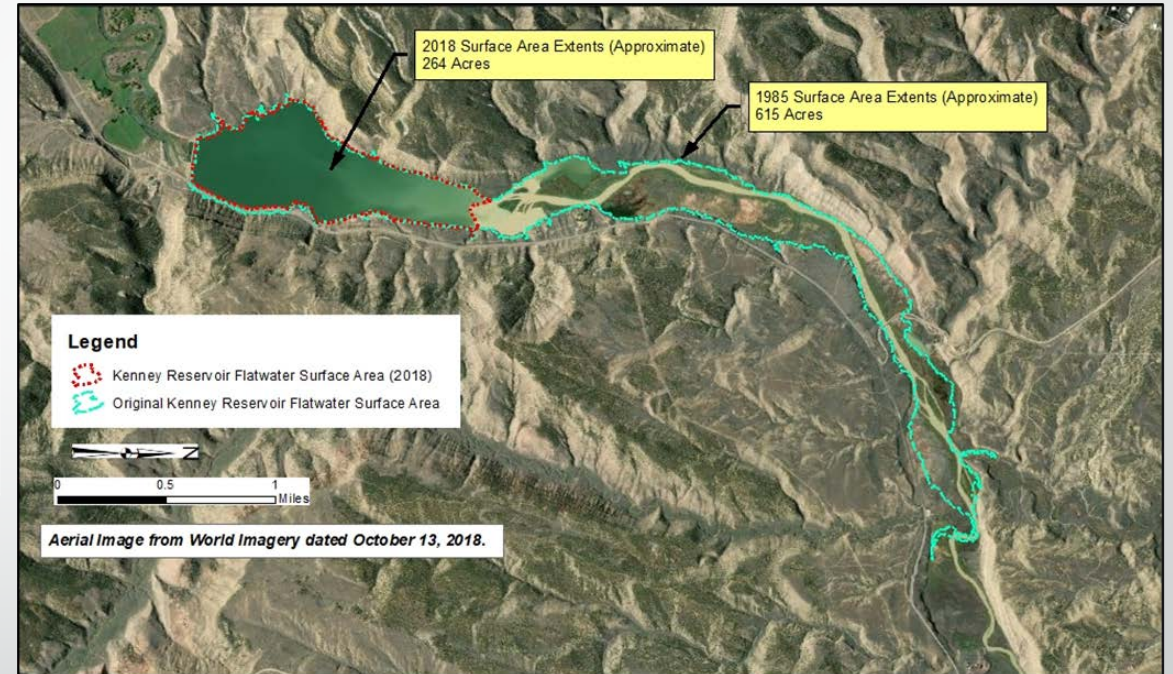 2018 Surface Area Extents (Approximate)
264 Acres
1985 Surface Area Extents (Approximate)
615 Acres
Legend
Kenney Reservoir Flatwater Surface Area (2018)
Original Kenney Reservoir Flatwater Surface Area
N
0 0.5 1
Miles
Aerial Image from World Imagery dated October 13, 2018.